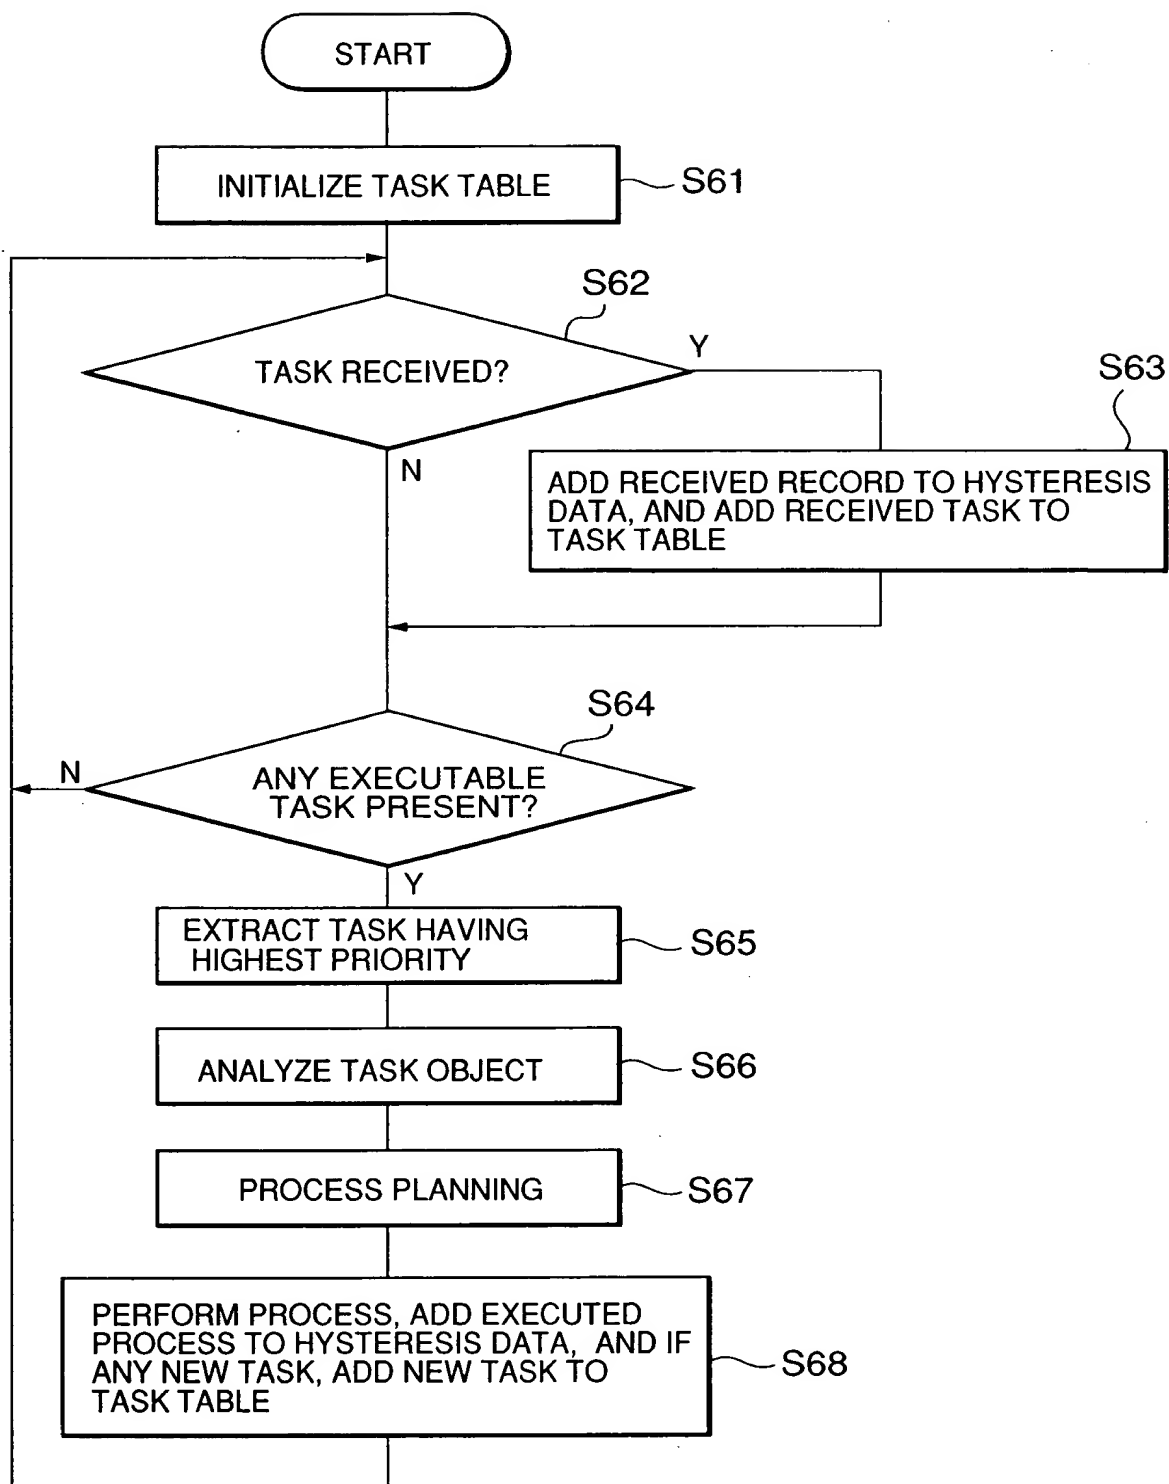 START
INITIALIZE TASK TABLE
S61
S62
TASK RECEIVED?
Y
N
S63
ADD RECEIVED RECORD TO HYSTERESIS
DATA, AND ADD RECEIVED TASK TO
TASK TABLE
S64
ANY EXECUTABLE
TASK PRESENT?
N
Y
EXTRACT TASK HAVING
HIGHEST PRIORITY
S65
ANALYZE TASK OBJECT
S66
PROCESS PLANNING
S67
PERFORM PROCESS, ADD EXECUTED
PROCESS TO HYSTERESIS DATA, AND IF
ANY NEW TASK, ADD NEW TASK TO
TASK TABLE
S68